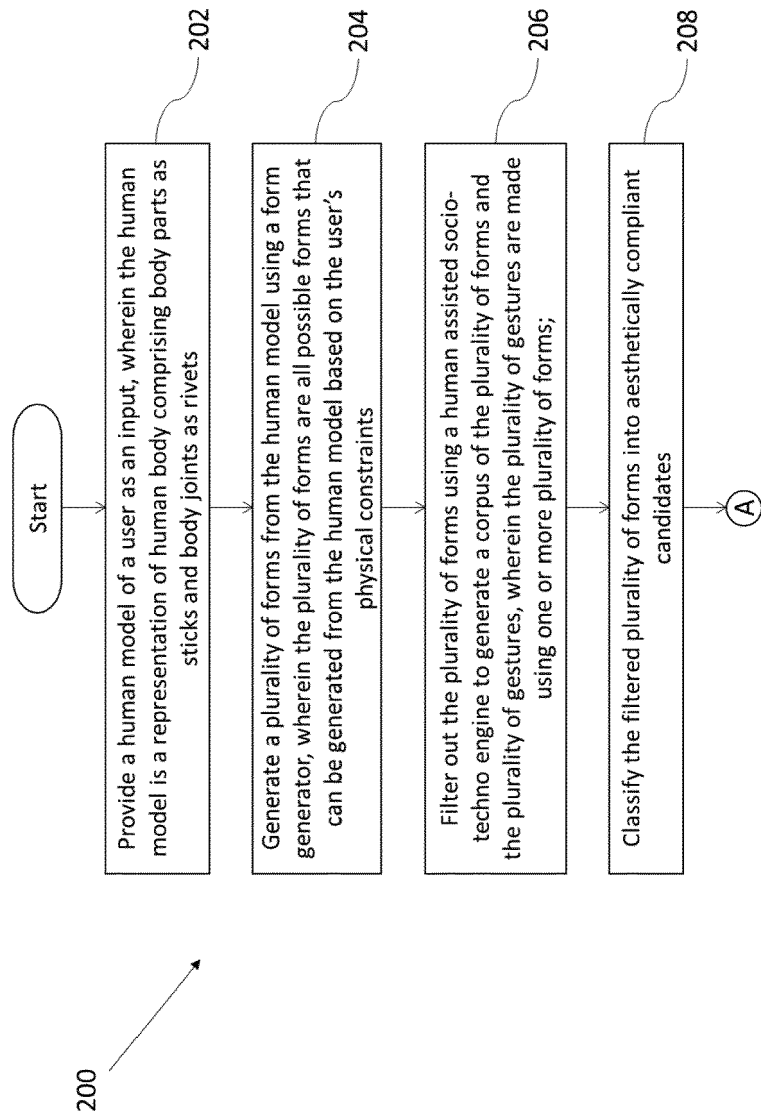 Start
Provide a human model of a user as an input, wherein the human
model is a representation of human body comprising body parts as
sticks and body joints as rivets
202
Generate a plurality of forms from the human model using a form
generator, wherein the plurality of forms are all possible forms that
can be generated from the human model based on the user's
physical constraints
204
Filter out the plurality of forms using a human assisted socio-
techno engine to generate a corpus of the plurality of forms and
the plurality of gestures, wherein the plurality of gestures are made
using one or more plurality of forms;
206
Classify the filtered plurality of forms into aesthetically compliant
candidates
208
A
200